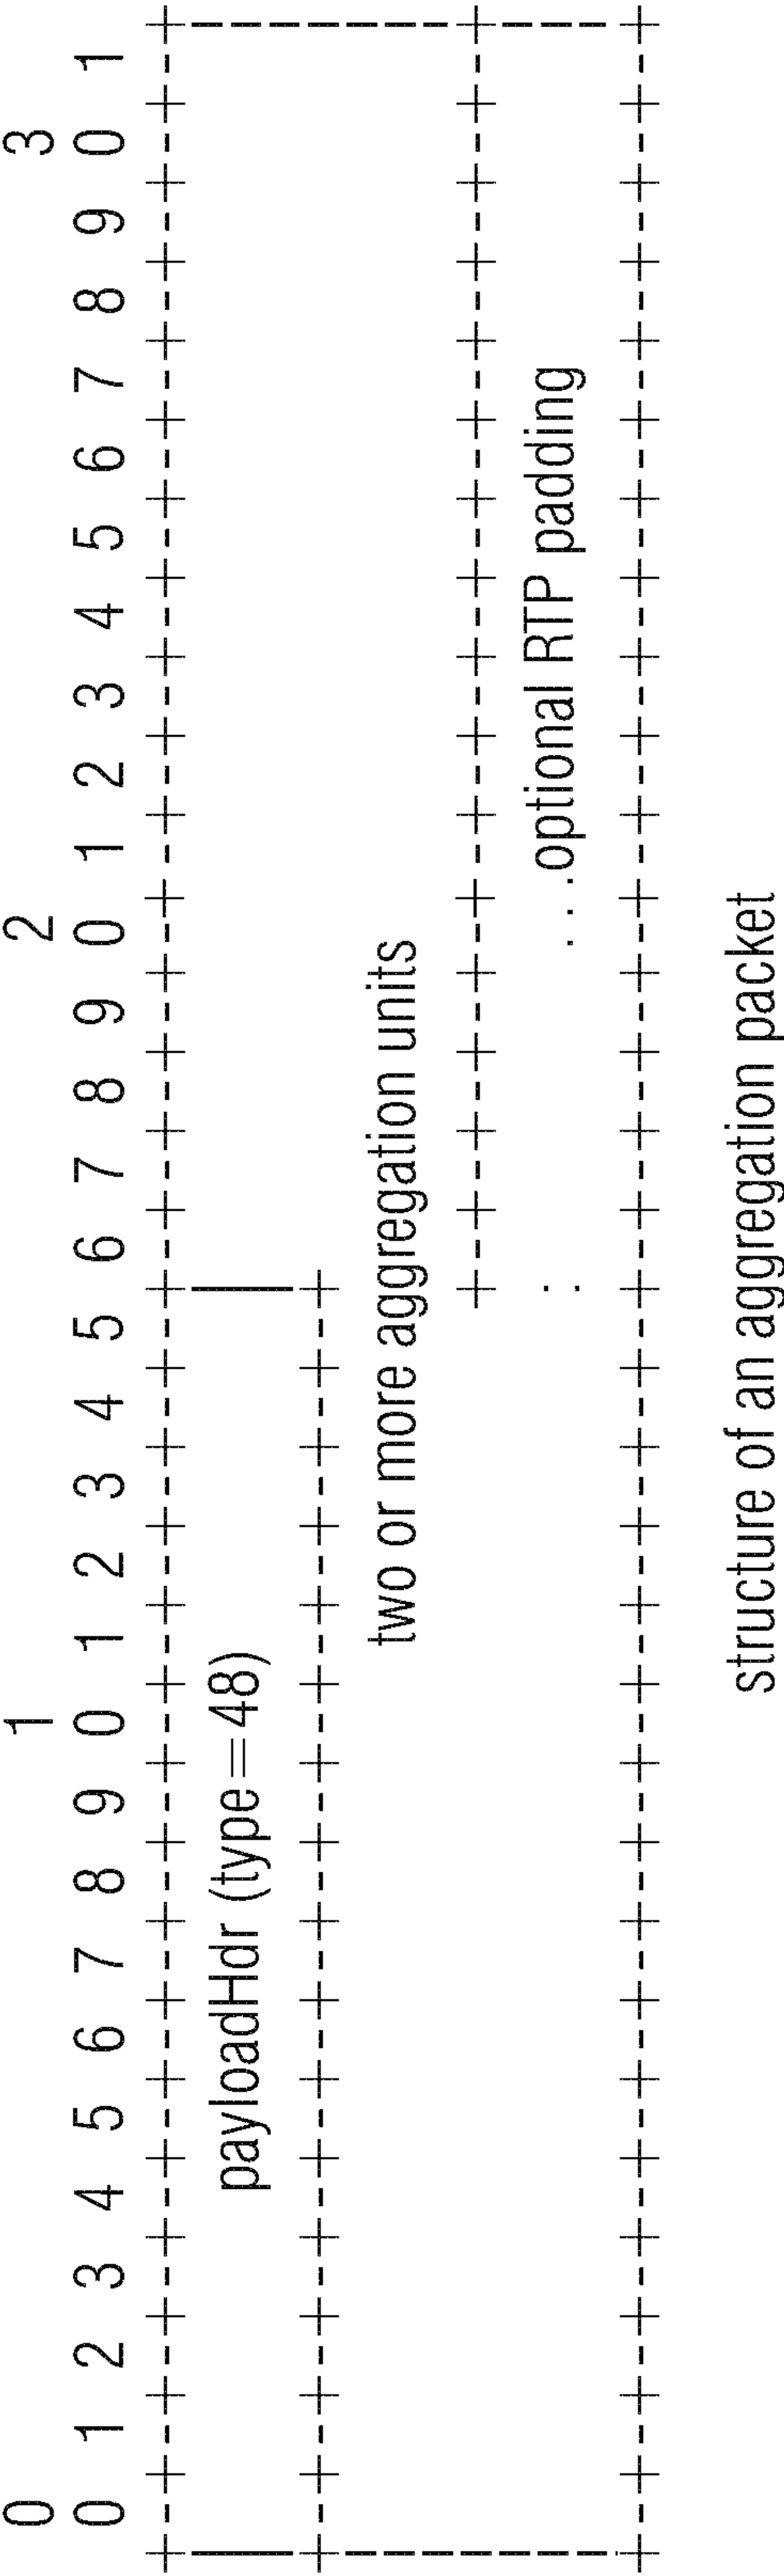 0 1 2 3
0 1 2 3 4 5 6 7 8 9 0 1 2 3 4 5 6 7 8 9 0 1 2 3 4 5 6 7 8 9 0 1
payloadHdr (type=48)
two or more aggregation units
: ...optional RTP padding
structure of an aggregation packet